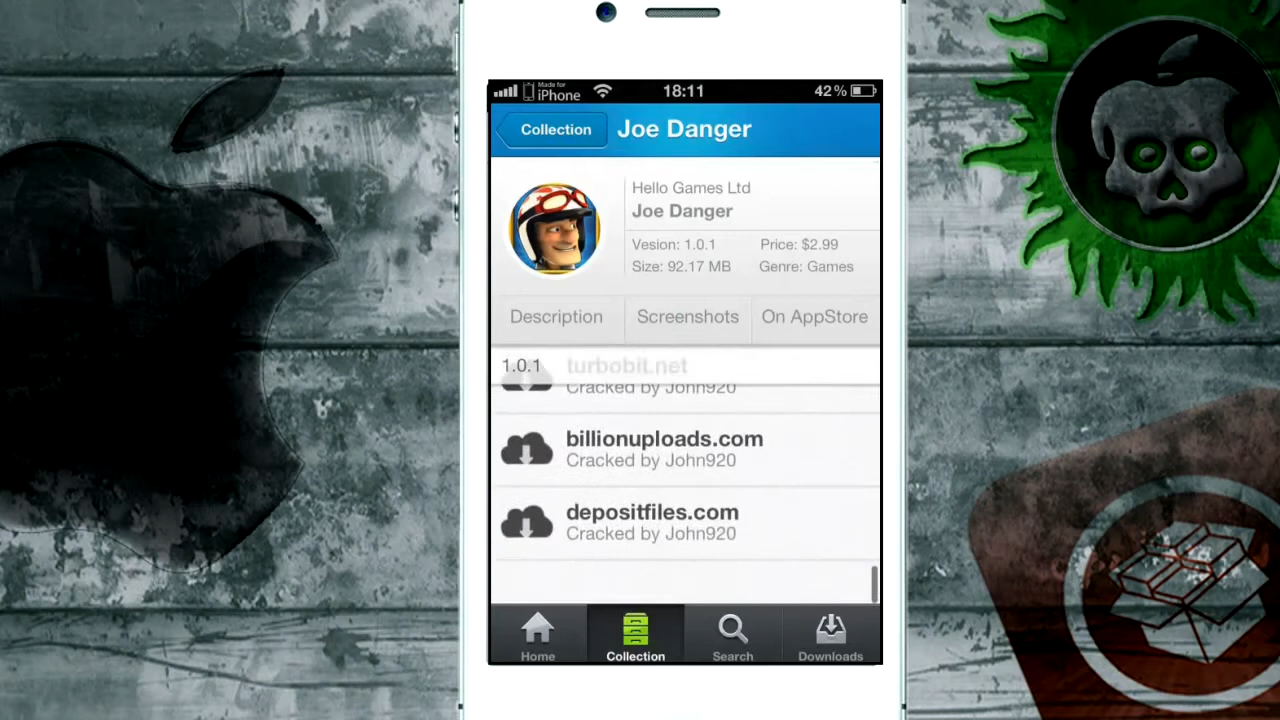 Made for
iPhone
18:11
42%
Collection
Joe Danger
Hello Games Ltd
Joe Danger
Vesion: 1.0.1
Price: $2.99
Size: 92.17 MB
Genre: Games
Description
Screenshots
On AppStore
1.0.1
turbobit.net
Cracked by John920
billionuploads.com
Cracked by John920
depositfiles.com
Cracked by John920
Home
Collection
Search
Downloads